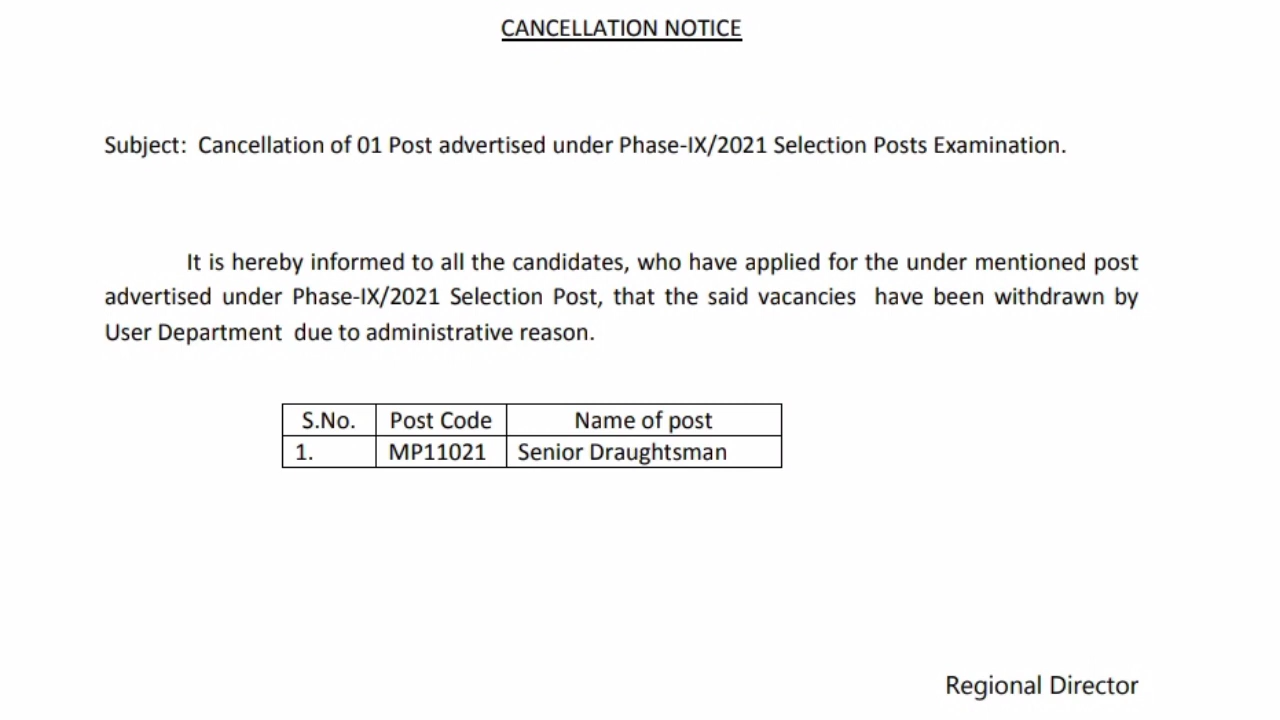 CANCELLATION NOTICE
Subject: Cancellation of 01 Post advertised under Phase-IX/2021 Selection Posts Examination.
It is hereby informed to all the candidates, who have applied for the under mentioned post
advertised under Phase-IX/2021 Selection Post, that the said vacancies have been withdrawn by
User Department due to administrative reason.
S.No. Post Code Name of post
1. MP11021 Senior Draughtsman
Regional Director